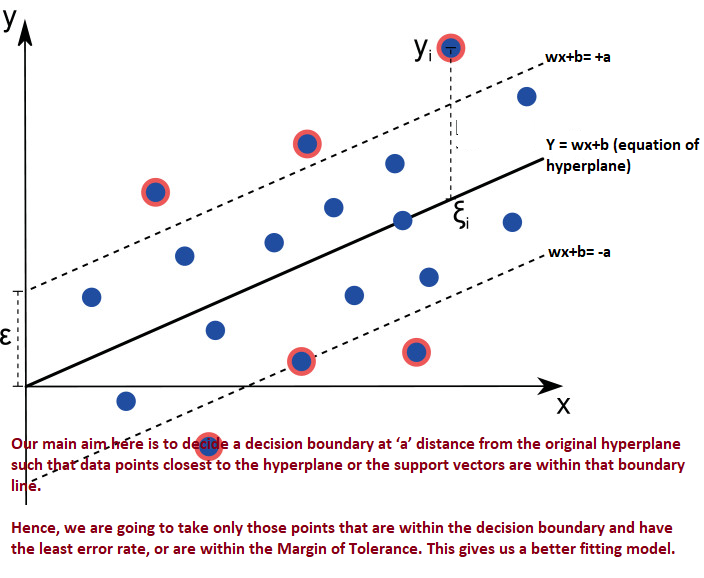 y
yᵢ
wx+b= +a
Y = wx+b (equation of
hyperplane)
ξᵢ
wx+b= -a
ε
x
Our main aim here is to decide a decision boundary at ‘a’ distance from the original hyperplane
such that data points closest to the hyperplane or the support vectors are within that boundary
line.
Hence, we are going to take only those points that are within the decision boundary and have
the least error rate, or are within the Margin of Tolerance. This gives us a better fitting model.